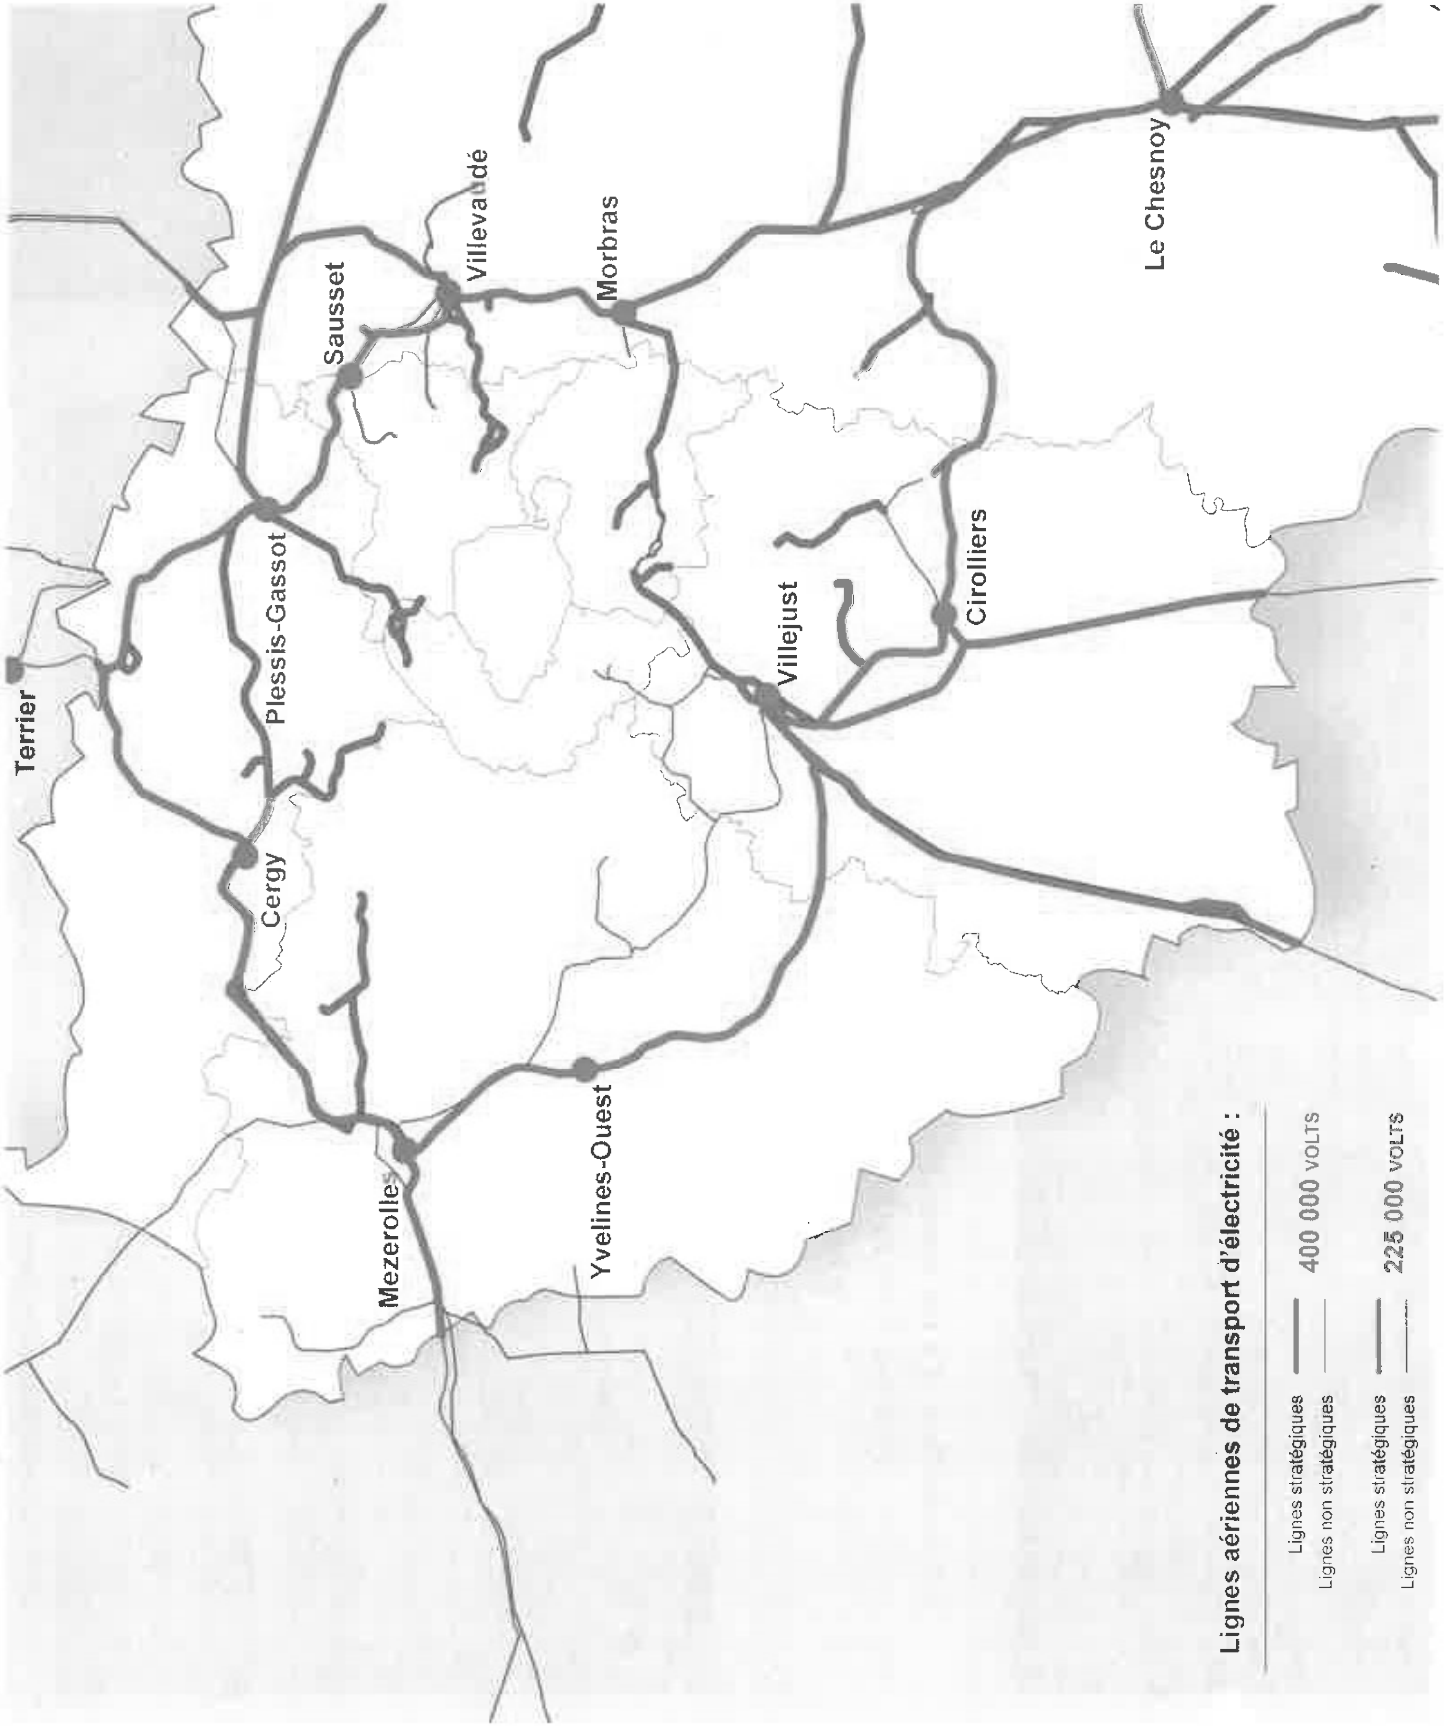 Terrier
Cergy
Plessis-Gassot
Sausset
Villevaudé
Mezerolles
Morbras
Yvelines-Ouest
Villejust
Cirolliers
Le Chesnoy
Lignes aériennes de transport d'électricité :
Lignes stratégiques
Lignes non stratégiques
400 000 VOLTS
Lignes stratégiques
Lignes non stratégiques
225 000 VOLTS